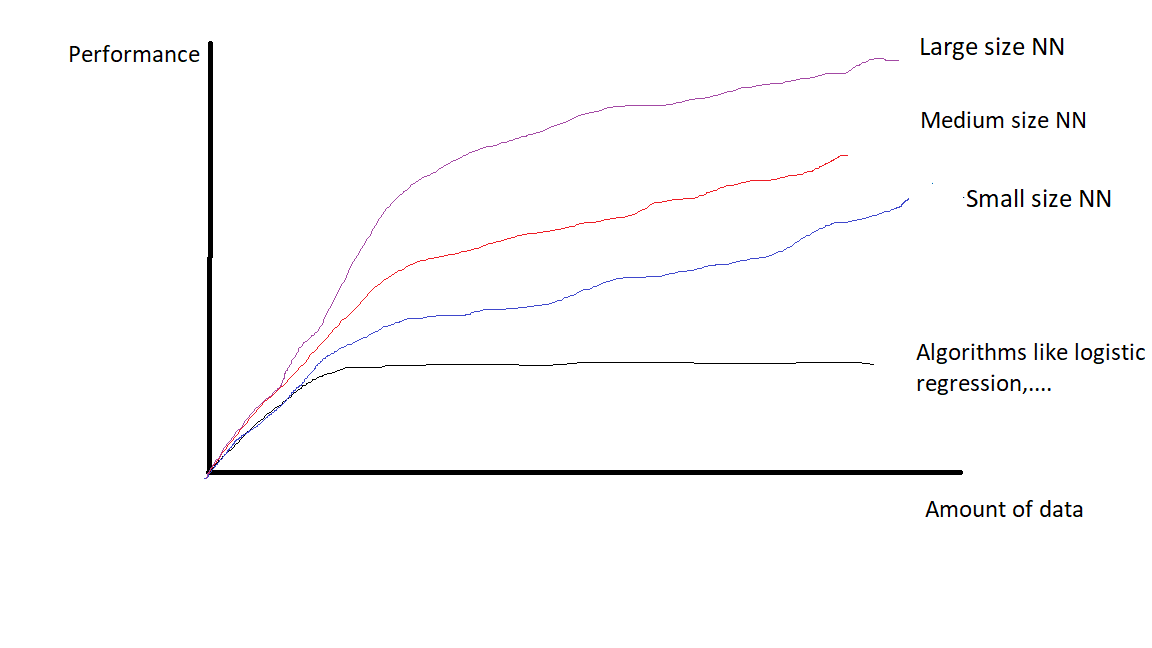 Performance
Large size NN
Medium size NN
Small size NN
Algorithms like logistic
regression,....
Amount of data